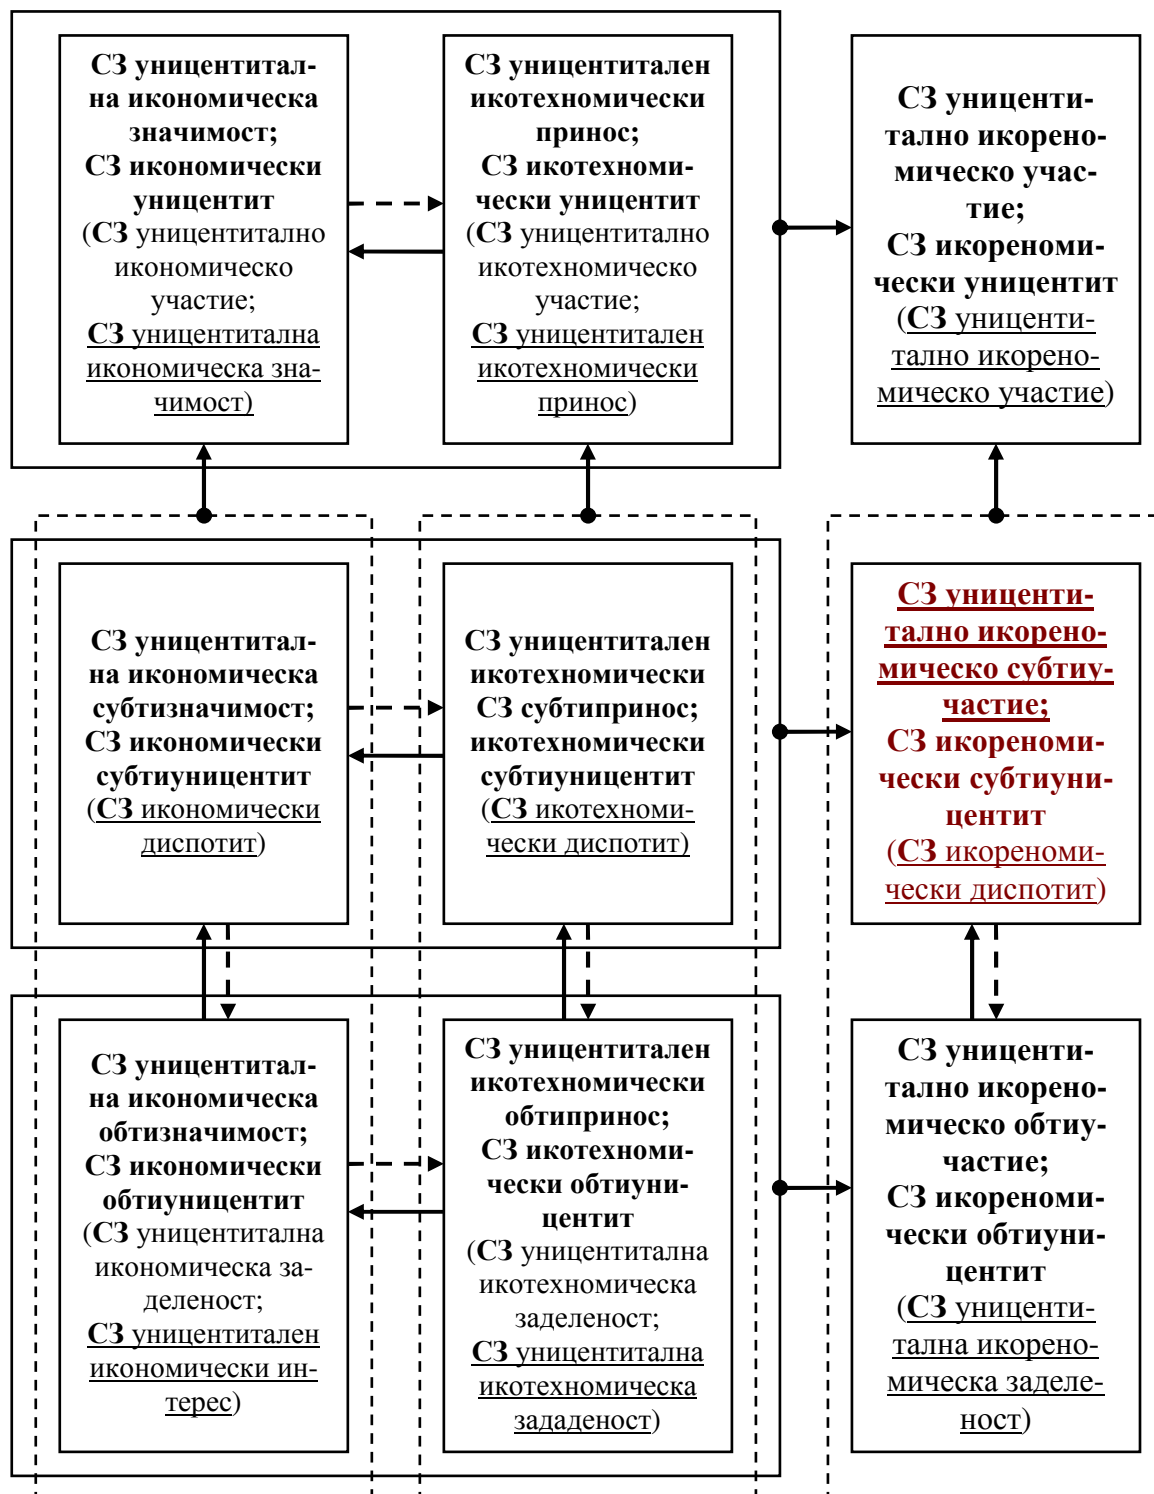 СЗ уницентитал-
на икономическа
значимост;
СЗ икономически
уницентит
(СЗ уницентитално
икономическо
участие;
СЗ уницентитална
икономическа зна-
чимост)
СЗ уницентитален
икотехномически
принос;
СЗ икотехноми-
чески уницентит
(СЗ уницентитално
икотехномическо
участие;
СЗ уницентитален
икотехномически
принос)
СЗ униценти-
тално икорено-
мическо учас-
тие;
СЗ икореноми-
чески уницентит
(СЗ униценти-
тално икорено-
мическо участие)
СЗ уницентитал-
на икономическа
субтизначимост;
СЗ икономически
субтиуницентит
(СЗ икономически
диспотит)
СЗ уницентитален
икотехномически
СЗ субтипринос;
икотехномически
субтиуницентит
(СЗ икотехноми-
чески диспотит)
СЗ уницента-
тално икорено-
мическо субтиу-
частие;
СЗ икореноми-
чески субтиуни-
центит
(СЗ икореноми-
чески диспотит)
СЗ уницентитал-
на икономическа
обтизначимост;
СЗ икономически
обтиуницентит
(СЗ уницентитална
икономическа за-
деленост;
СЗ уницентитален
икономически ин-
терес)
СЗ уницентитален
икотехномически
обтипринос;
СЗ икотехноми-
чески обтиуни-
центит
(СЗ уницентитална
икотехномическа
заделеност;
СЗ уницентитална
икотехномическа
зададеност)
СЗ униценти-
тално икорено-
мическо обтиу-
частие;
СЗ икореноми-
чески обтиуни-
центит
(СЗ униценти-
тална икорено-
мическа заделе-
ност)